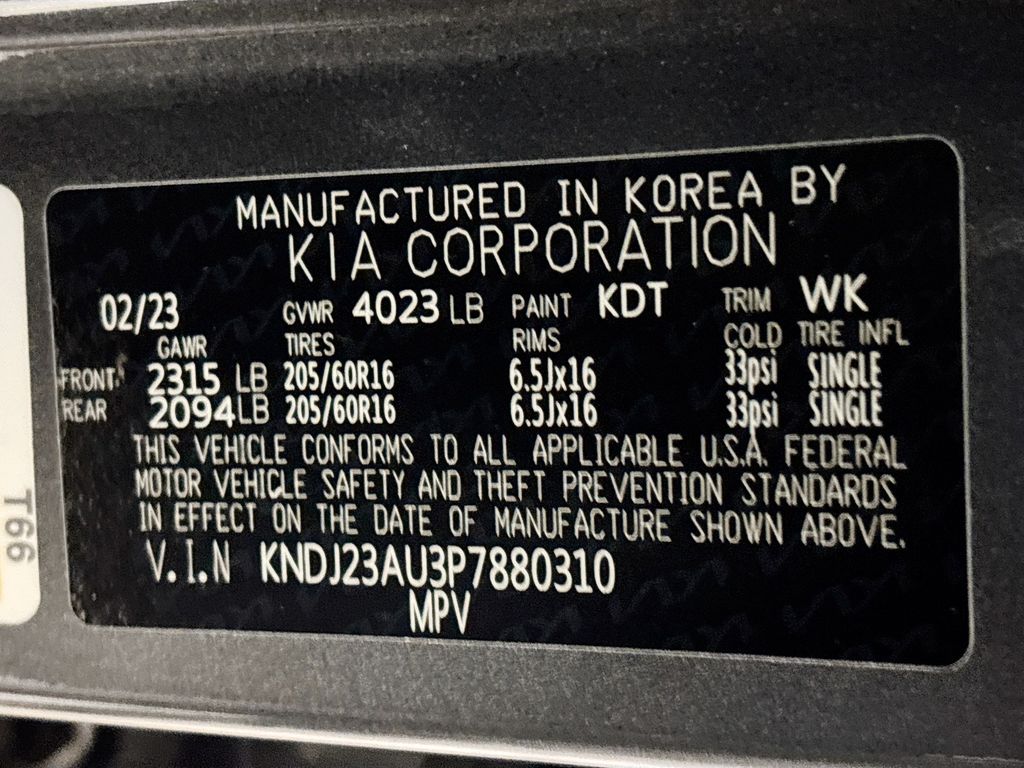 MANUFACTURED IN KOREA BY
KIA CORPORATION
02/23 GVWR 4023 LB PAINT KDT TRIM WK
GAWR TIRES RIMS COLD TIRE INFL
FRONT 2315 LB 205/60R16 6.5Jx16 33psi SINGLE
REAR 2094 LB 205/60R16 6.5Jx16 33psi SINGLE
THIS VEHICLE CONFORMS TO ALL APPLICABLE U.S.A. FEDERAL
MOTOR VEHICLE SAFETY AND THEFT PREVENTION STANDARDS
IN EFFECT ON THE DATE OF MANUFACTURE SHOWN ABOVE.
V.I.N KNDJ23AU3P7880310
MPV
T66